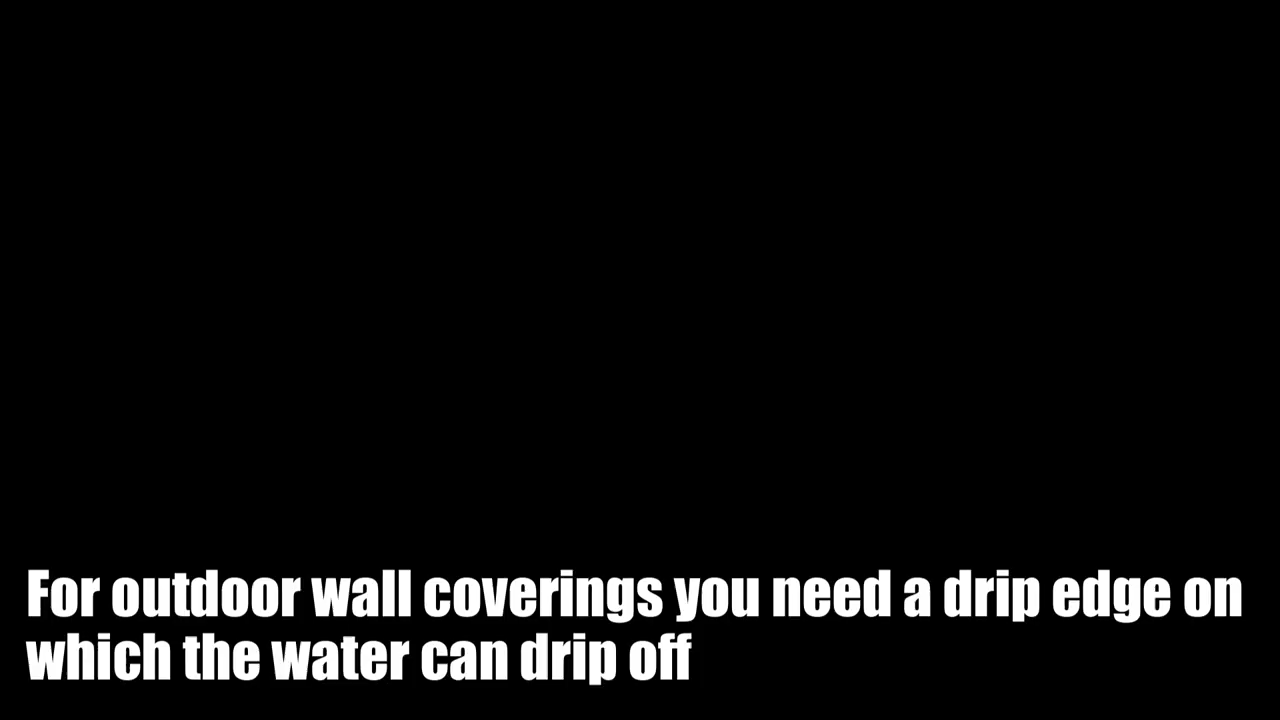 For outdoor wall coverings you need a drip edge on
which the water can drip off